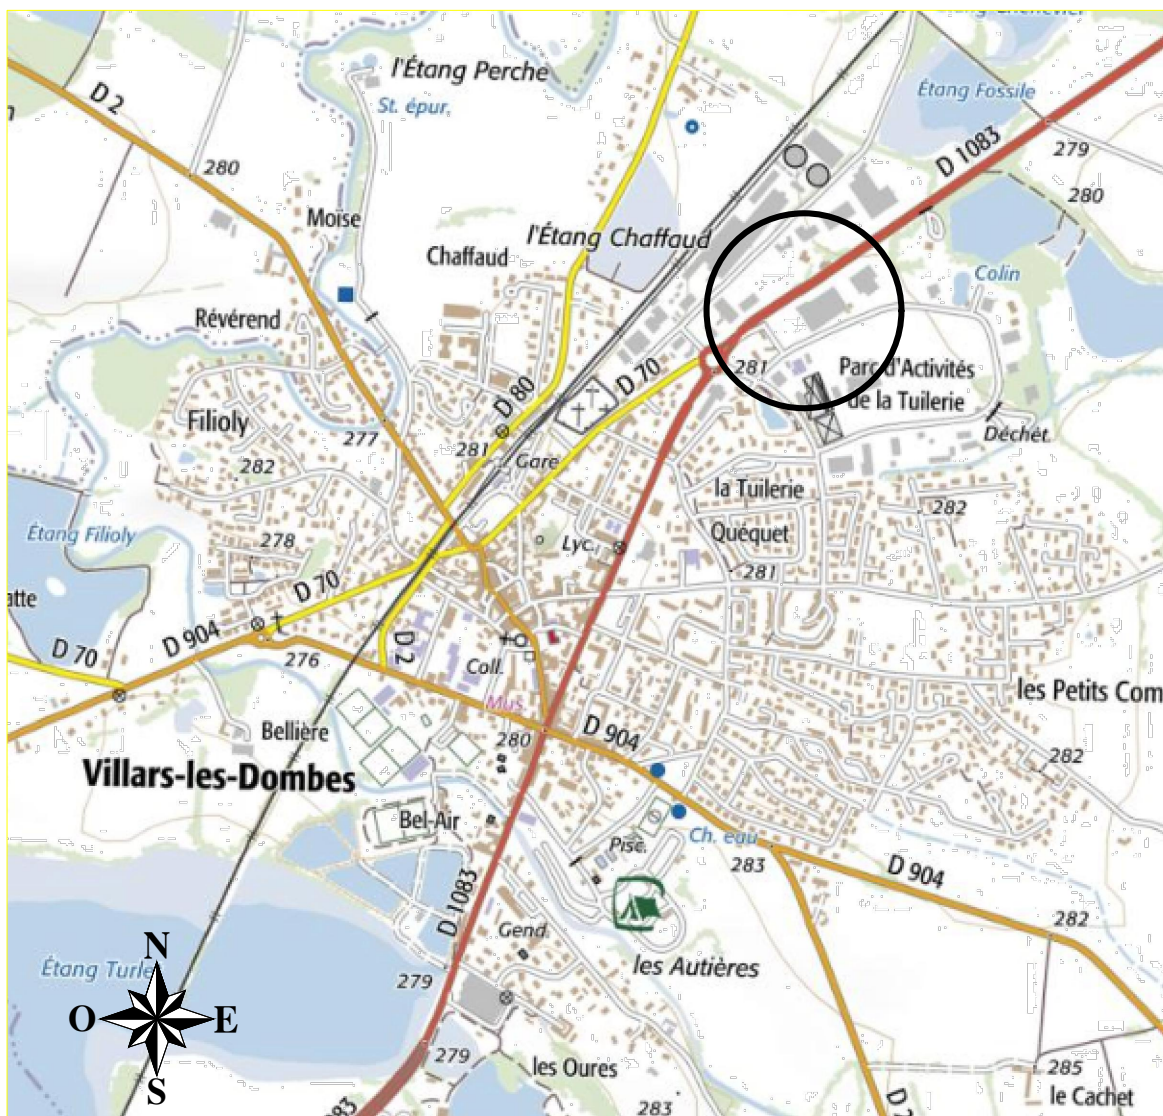 l'Étang Perche
Étang Fossile
D 2
St. épur.
D 1083
279
280
280
Moïse
l'Étang Chaffaud
Chaffaud
Colin
Révérend
D 70
281
Parc d'Activités
de la Tuilerie
D 80
Filioly
277
Déchèt.
281
Gare
282
la Tuilerie
282
Étang Filioly
Quéquet
278
Lyc.
281
D 70
atte
D 904
D 70
276
D 2
Coll.
les Petits Com
Mus.
Bellière
280
D 904
282
Villars-les-Dombes
Bel-Air
Pisc.
Ch. eau
283
D 904
D 1083
282
Gend.
N
Étang Turle
279
les Autières
O
E
279
S
les Oures
285
le Cachet
283